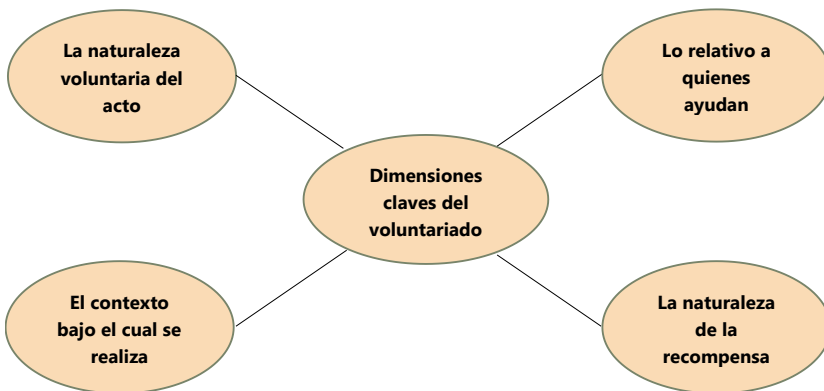 La naturaleza
voluntaria del
acto
Lo relativo a
quienes
ayudan
Dimensiones
claves del
voluntariado
El contexto
bajo el cual se
realiza
La naturaleza
de la
recompensa